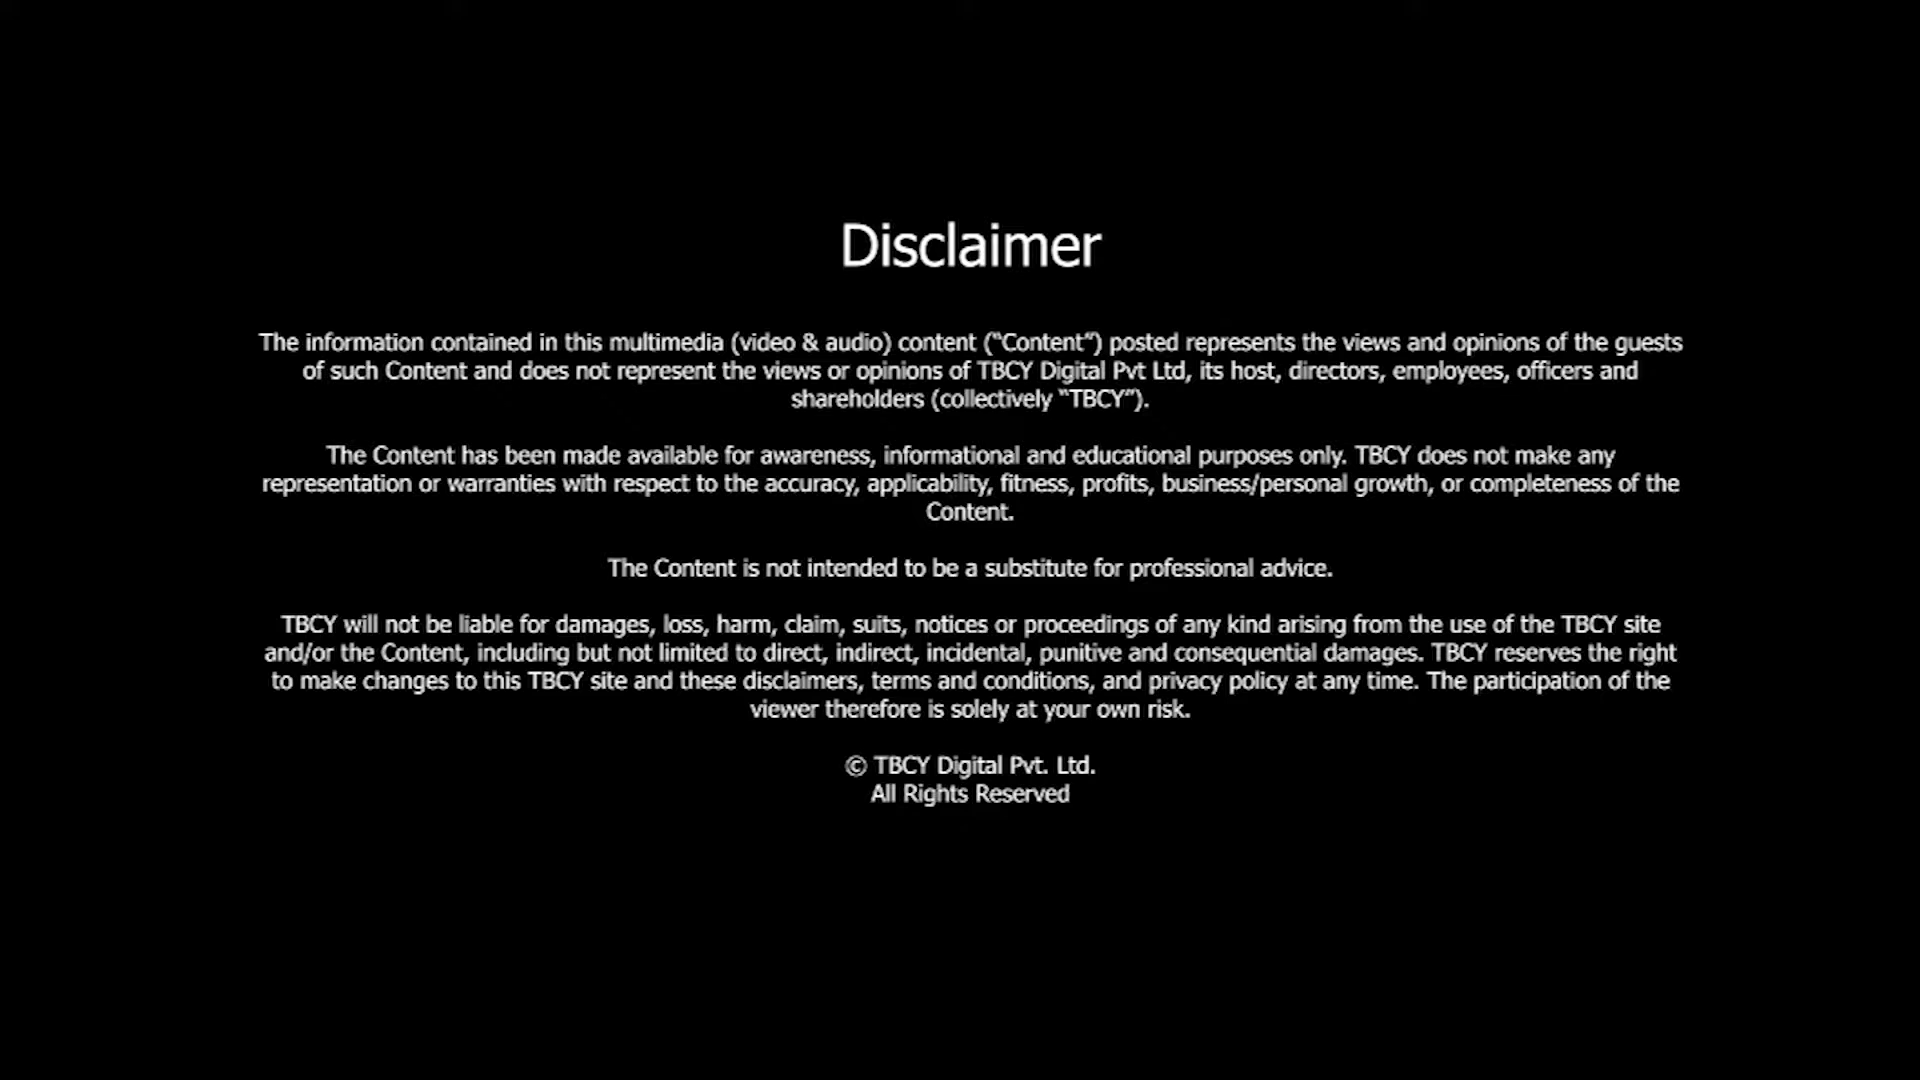 Disclaimer
The information contained in this multimedia (video & audio) content (“Content”) posted represents the views and opinions of the guests
of such Content and does not represent the views or opinions of TBCY Digital Pvt Ltd, its host, directors, employees, officers and
shareholders (collectively “TBCY”).
The Content has been made available for awareness, informational and educational purposes only. TBCY does not make any
representation or warranties with respect to the accuracy, applicability, fitness, profits, business/personal growth, or completeness of the
Content.
The Content is not intended to be a substitute for professional advice.
TBCY will not be liable for damages, loss, harm, claim, suits, notices or proceedings of any kind arising from the use of the TBCY site
and/or the Content, including but not limited to direct, indirect, incidental, punitive and consequential damages. TBCY reserves the right
to make changes to this TBCY site and these disclaimers, terms and conditions, and privacy policy at any time. The participation of the
viewer therefore is solely at your own risk.
© TBCY Digital Pvt. Ltd.
All Rights Reserved